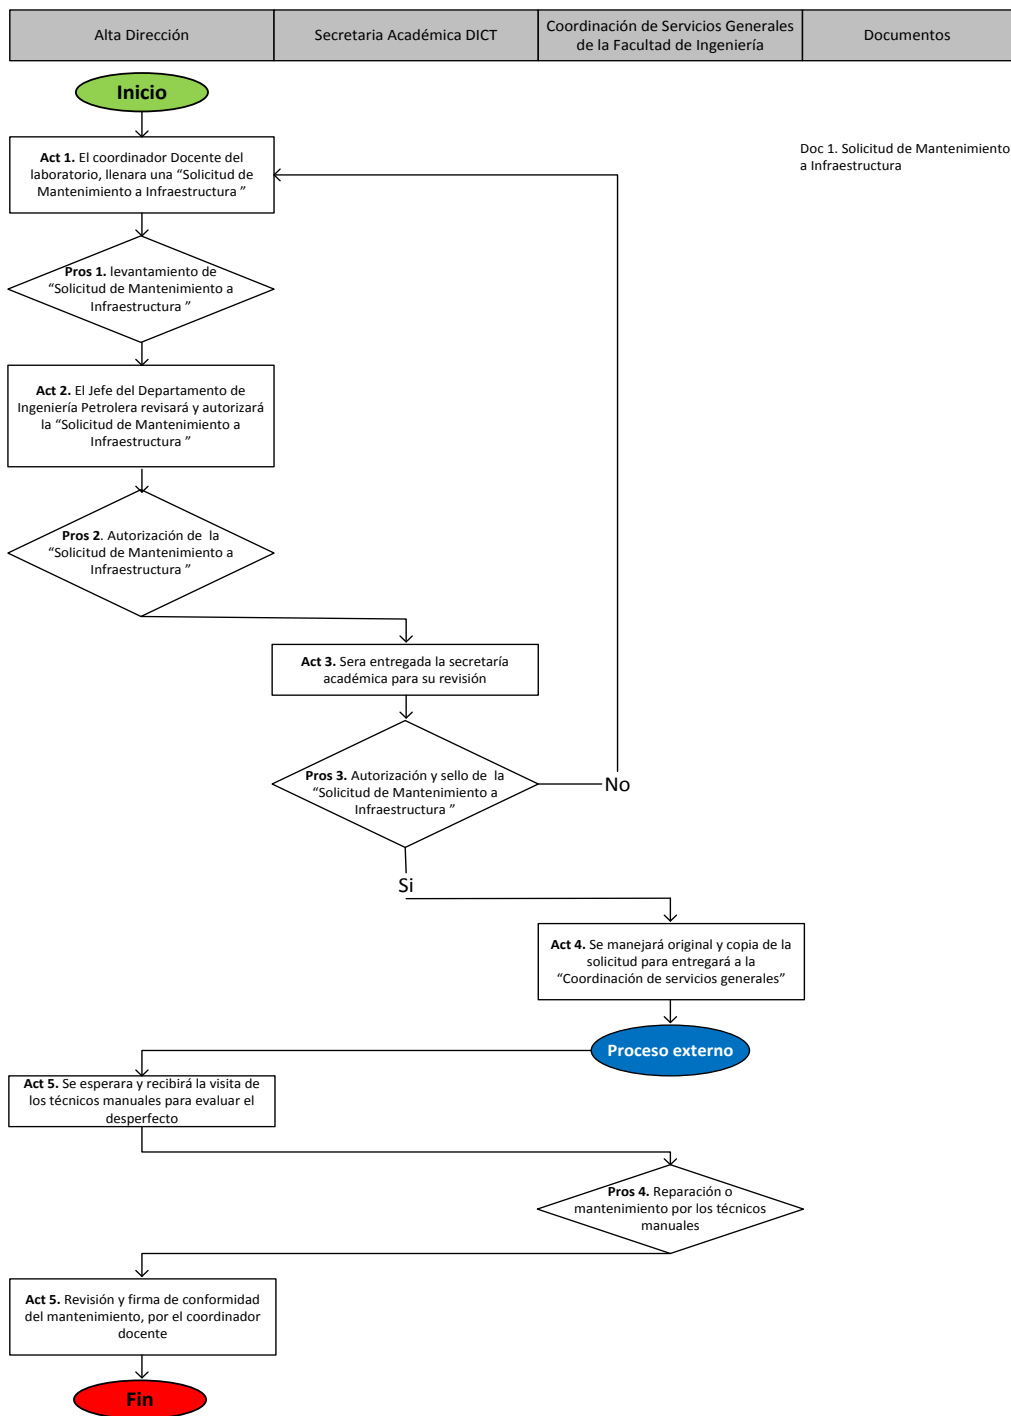 Alta Dirección
Secretaria Académica DICT
Coordinación de Servicios Generales
de la Facultad de Ingeniería
Documentos
Inicio
Act 1. El coordinador Docente del
laboratorio, llenara una “Solicitud de
Mantenimiento a Infraestructura ”
Doc 1. Solicitud de Mantenimiento
a Infraestructura
Pros 1. levantamiento de
“Solicitud de Mantenimiento a
Infraestructura ”
Act 2. El Jefe del Departamento de
Ingeniería Petrolera revisará y autorizará
la “Solicitud de Mantenimiento a
Infraestructura ”
Pros 2. Autorización de la
“Solicitud de Mantenimiento a
Infraestructura ”
Act 3. Sera entregada la secretaría
académica para su revisión
Pros 3. Autorización y sello de la
“Solicitud de Mantenimiento a
Infraestructura ”
No
Si
Act 4. Se manejará original y copia de la
solicitud para entregará a la
“Coordinación de servicios generales”
Proceso externo
Act 5. Se esperara y recibirá la visita de
los técnicos manuales para evaluar el
desperfecto
Pros 4. Reparación o
mantenimiento por los técnicos
manuales
Act 5. Revisión y firma de conformidad
del mantenimiento, por el coordinador
docente
Fin